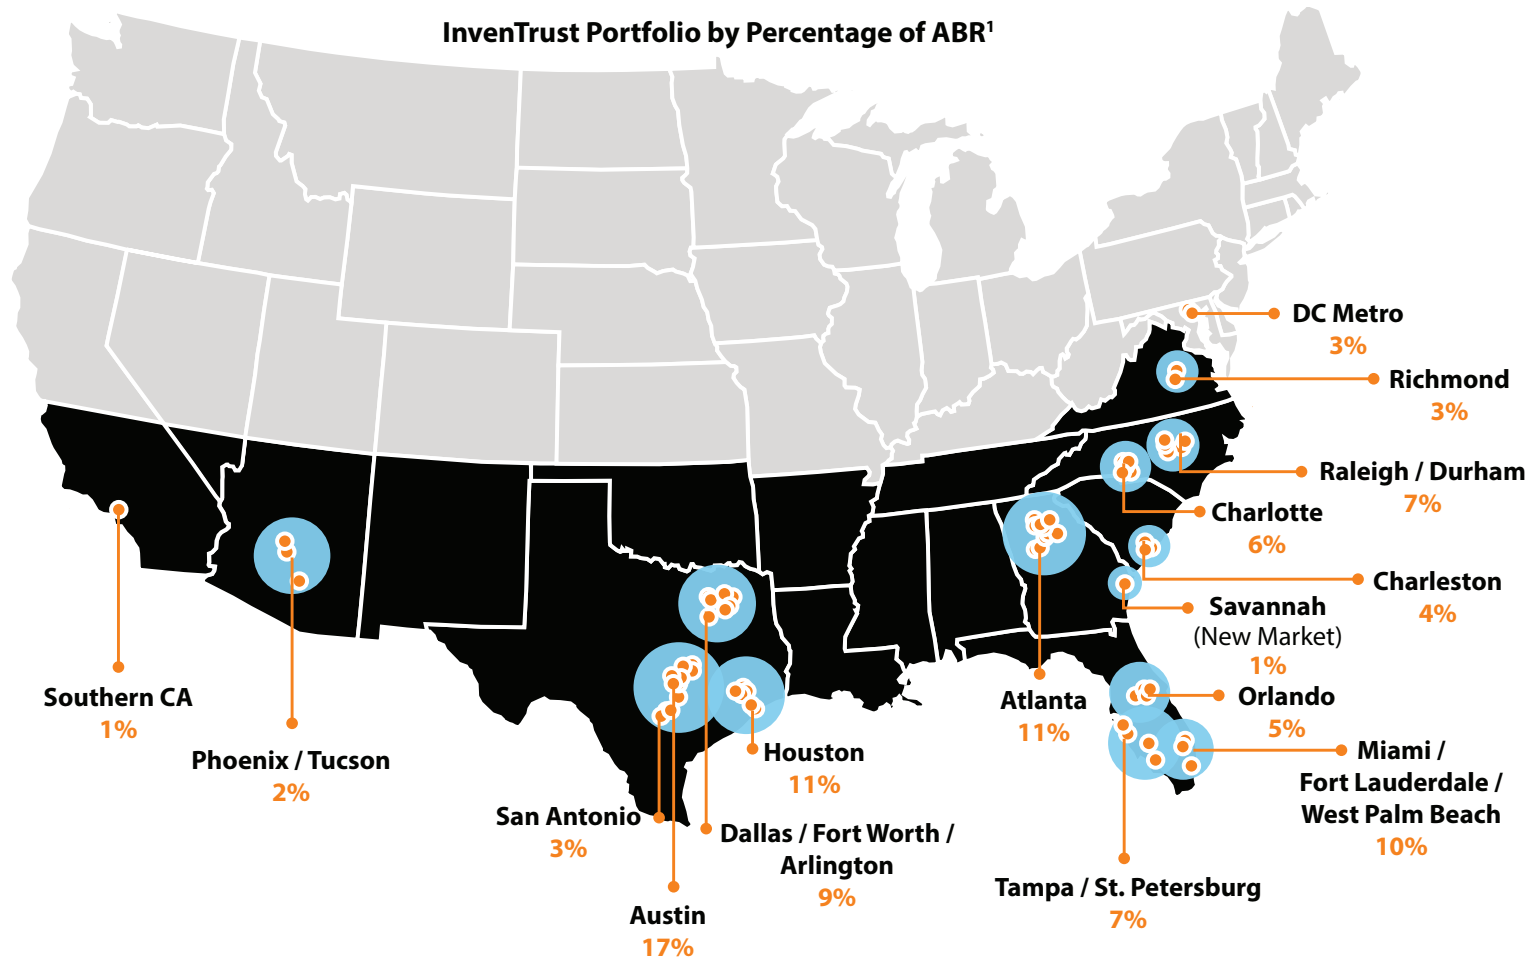 InvenTrust Portfolio by Percentage of ABR¹
DC Metro
3%
Richmond
3%
Raleigh / Durham
7%
Charlotte
6%
Charleston
4%
Savannah
(New Market)
1%
Orlando
5%
Atlanta
11%
Miami /
Fort Lauderdale /
West Palm Beach
10%
Tampa / St. Petersburg
7%
Southern CA
1%
Phoenix / Tucson
2%
Houston
11%
San Antonio
3%
Dallas / Fort Worth /
Arlington
9%
Austin
17%